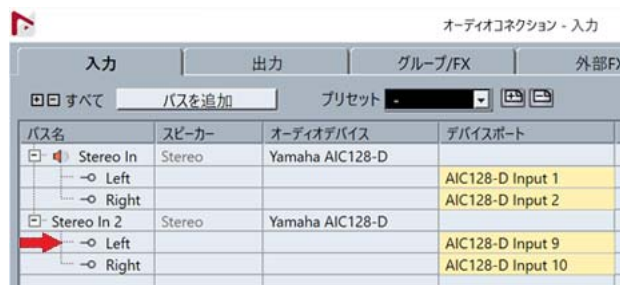 オーディオコネクション - 入力
入力 出力 グループ/FX 外部FX
すべて バスを追加 プリセット -
バス名 スピーカー オーディオデバイス デバイスポート
Stereo In Stereo Yamaha AIC128-D
Left AIC128-D Input 1
Right AIC128-D Input 2
Stereo In 2 Stereo Yamaha AIC128-D
Left AIC128-D Input 9
Right AIC128-D Input 10